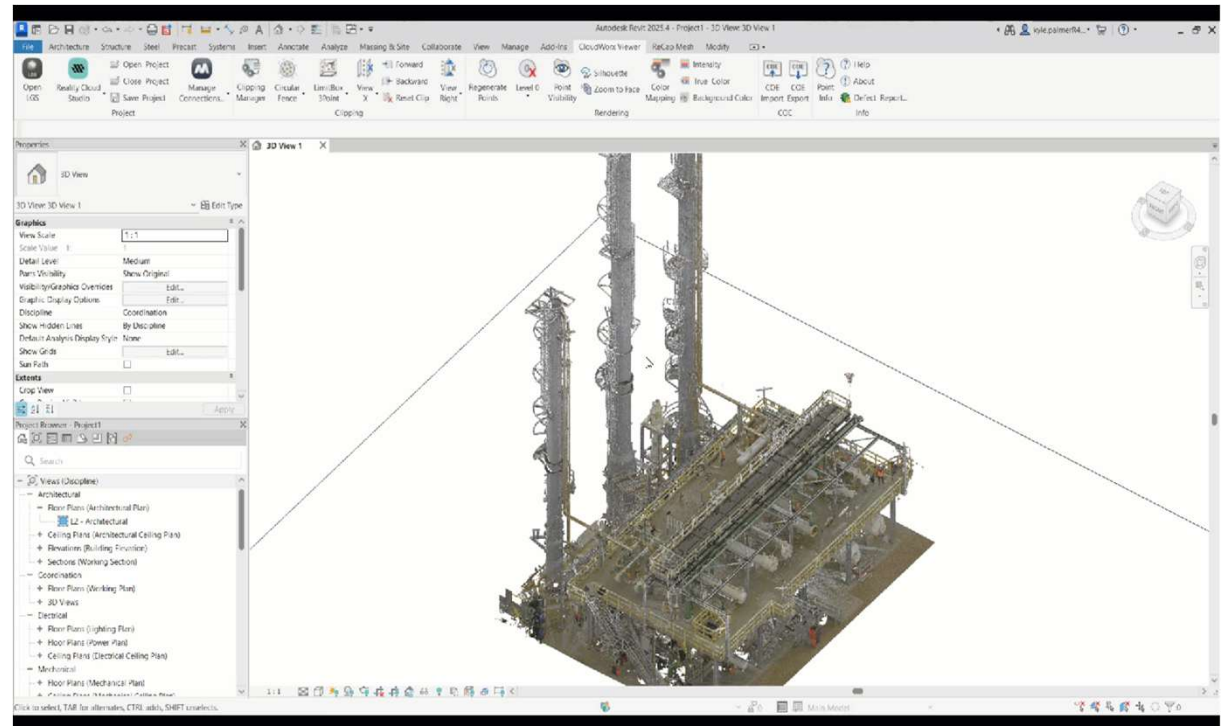 Autodesk Revit 2025.4 - Project1 - 3D View: 3D View 1
kyle.palmerR4...
File Architecture Structure Steel Precast Systems Insert Annotate Analyze Massing & Site Collaborate View Manage Add-Ins CloudWorx Viewer ReCap Mesh Modify
Open LGS
Reality Cloud Studio
Open Project
Close Project
Save Project
Manage Connections...
Project
Clipping Manager
Circular Fence
LimitBox 3Point
View X
Forward
Backward
Reset Clip
View Right
Clipping
Regenerate Points
Level 0
Point Visibility
Silhouette
Zoom to Face
Color Mapping
Intensity
True Color
Background Color
Rendering
Import
Export
Point Info
Help
About
Defect Report...
Info
Properties
3D View 1
3D View
3D View: 3D View 1
Edit Type
Graphics
View Scale 1 : 1
Scale Value 1: 1
Detail Level Medium
Parts Visibility Show Original
Visibility/Graphics Overrides Edit...
Graphic Display Options Edit...
Discipline Coordination
Show Hidden Lines By Discipline
Default Analysis Display Style None
Show Grids Edit...
Sun Path
Extents
Crop View
Apply
Project Browser - Project1
Search
Views (Discipline)
Architectural
Floor Plans (Architectural Plan)
L2 - Architectural
Ceiling Plans (Architectural Ceiling Plan)
Elevations (Building Elevation)
Sections (Working Section)
Coordination
Floor Plans (Working Plan)
3D Views
Electrical
Floor Plans (Lighting Plan)
Floor Plans (Power Plan)
Ceiling Plans (Electrical Ceiling Plan)
Mechanical
Floor Plans (Mechanical Plan)
1 : 1
Click to select, TAB for alternates, CTRL adds, SHIFT unselects.
Main Model